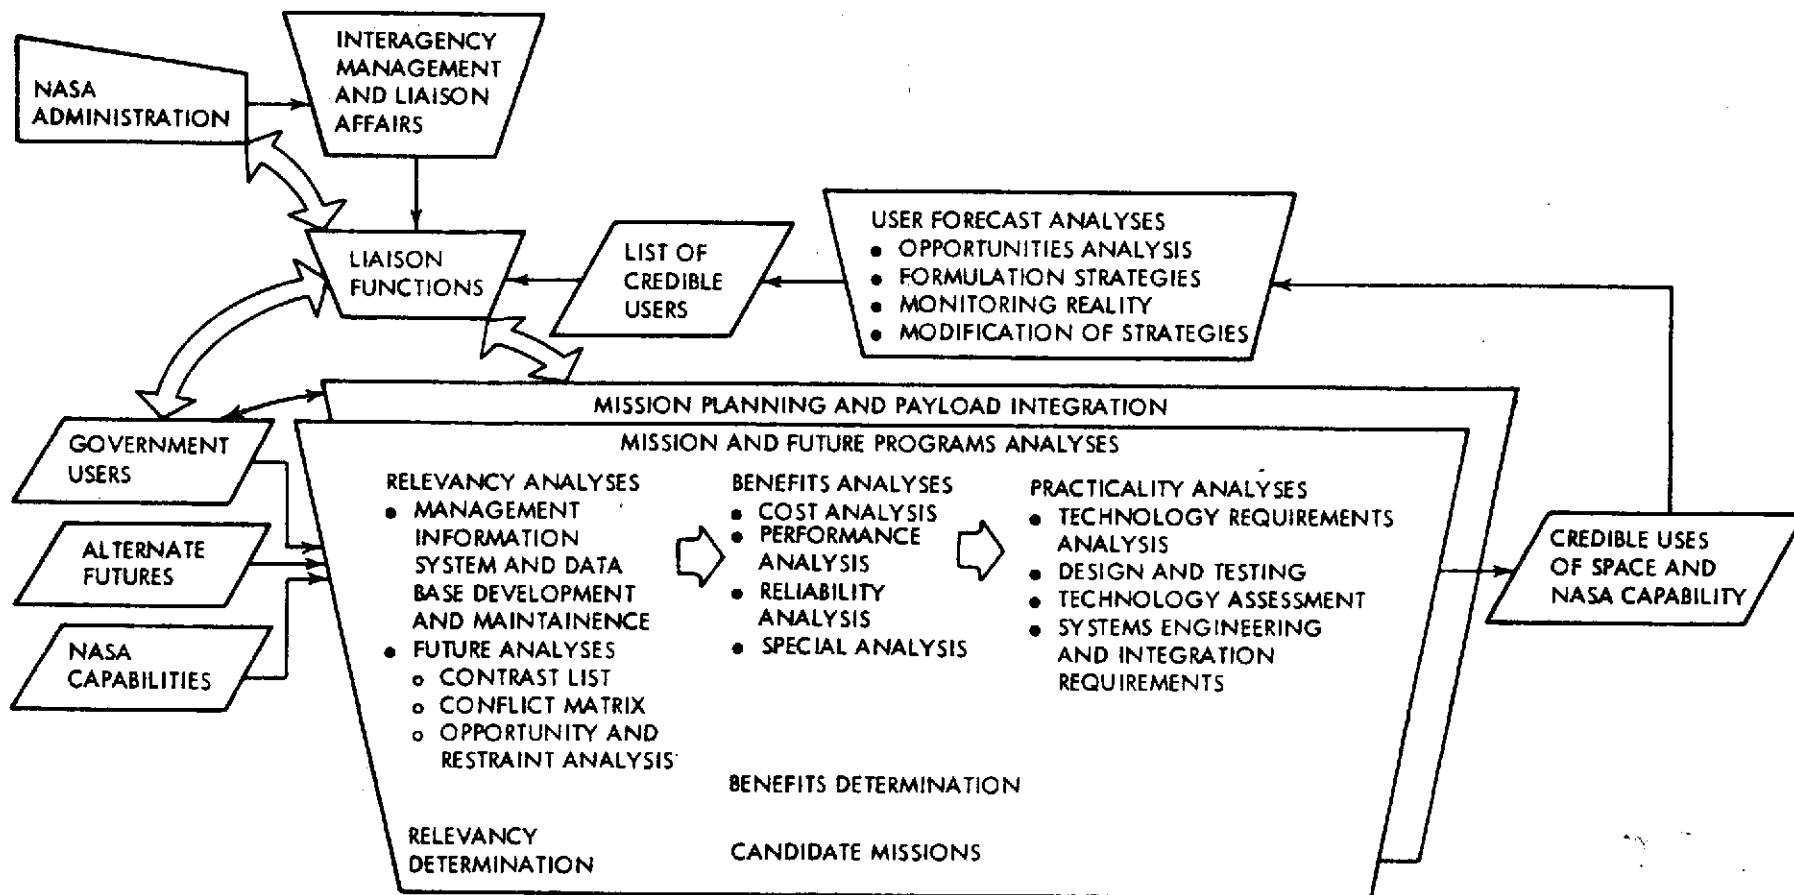 NASA
ADMINISTRATION
INTERAGENCY
MANAGEMENT
AND LIAISON
AFFAIRS
LIAISON
FUNCTIONS
LIST OF
CREDIBLE
USERS
USER FORECAST ANALYSES
● OPPORTUNITIES ANALYSIS
● FORMULATION STRATEGIES
● MONITORING REALITY
● MODIFICATION OF STRATEGIES
MISSION PLANNING AND PAYLOAD INTEGRATION
MISSION AND FUTURE PROGRAMS ANALYSES
GOVERNMENT
USERS
ALTERNATE
FUTURES
NASA
CAPABILITIES
RELEVANCY ANALYSES
● MANAGEMENT
INFORMATION
SYSTEM AND DATA
BASE DEVELOPMENT
AND MAINTAINENCE
● FUTURE ANALYSES
o CONTRAST LIST
o CONFLICT MATRIX
o OPPORTUNITY AND
RESTRAINT ANALYSIS
RELEVANCY
DETERMINATION
BENEFITS ANALYSES
● COST ANALYSIS
● PERFORMANCE
ANALYSIS
● RELIABILITY
ANALYSIS
● SPECIAL ANALYSIS
BENEFITS DETERMINATION
CANDIDATE MISSIONS
PRACTICALITY ANALYSES
● TECHNOLOGY REQUIREMENTS
ANALYSIS
● DESIGN AND TESTING
● TECHNOLOGY ASSESSMENT
● SYSTEMS ENGINEERING
AND INTEGRATION
REQUIREMENTS
CREDIBLE USES
OF SPACE AND
NASA CAPABILITY